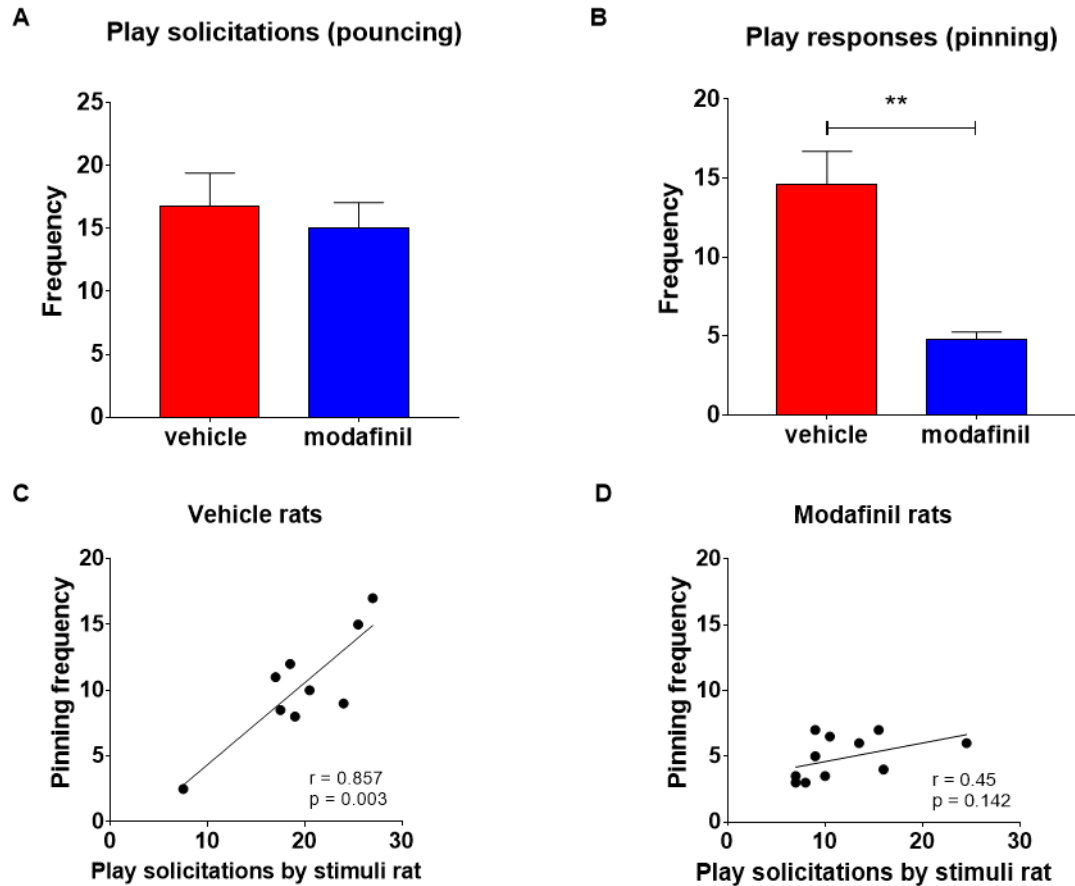 A
Play solicitations (pouncing)
25
20
15
10
5
0
Frequency
vehicle
modafinil
B
Play responses (pinning)
**
20
15
10
5
0
Frequency
vehicle
modafinil
C
Vehicle rats
20
15
10
5
0
Pinning frequency
r = 0.857
p = 0.003
0 10 20 30
Play solicitations by stimuli rat
D
Modafinil rats
20
15
10
5
0
Pinning frequency
r = 0.45
p = 0.142
0 10 20 30
Play solicitations by stimuli rat